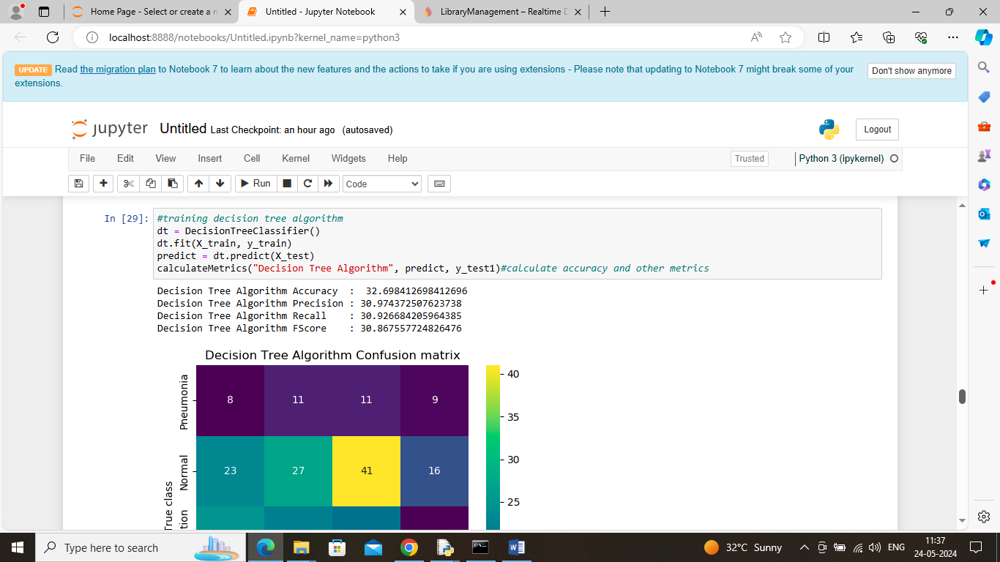 Home Page - Select or create a n
Untitled - Jupyter Notebook
LibraryManagement – Realtime D
localhost:8888/notebooks/Untitled.ipynb?kernel_name=python3
UPDATE Read the migration plan to Notebook 7 to learn about the new features and the actions to take if you are using extensions - Please note that updating to Notebook 7 might break some of your
extensions.
Don't show anymore
jupyter Untitled Last Checkpoint: an hour ago (autosaved)
Logout
File Edit View Insert Cell Kernel Widgets Help
Trusted
Python 3 (ipykernel)
Run
Code
In [29]:
#training decision tree algorithm
dt = DecisionTreeClassifier()
dt.fit(X_train, y_train)
predict = dt.predict(X_test)
calculateMetrics("Decision Tree Algorithm", predict, y_test1)#calculate accuracy and other metrics
Decision Tree Algorithm Accuracy  :  32.698412698412696
Decision Tree Algorithm Precision : 30.974372507623738
Decision Tree Algorithm Recall    : 30.926684205964385
Decision Tree Algorithm FScore    : 30.867557724826476
Decision Tree Algorithm Confusion matrix
Pneumonia
8 11 11 9
Normal
23 27 41 16
True class
tion
40
35
30
25
Type here to search
32°C Sunny
ENG
11:37
24-05-2024